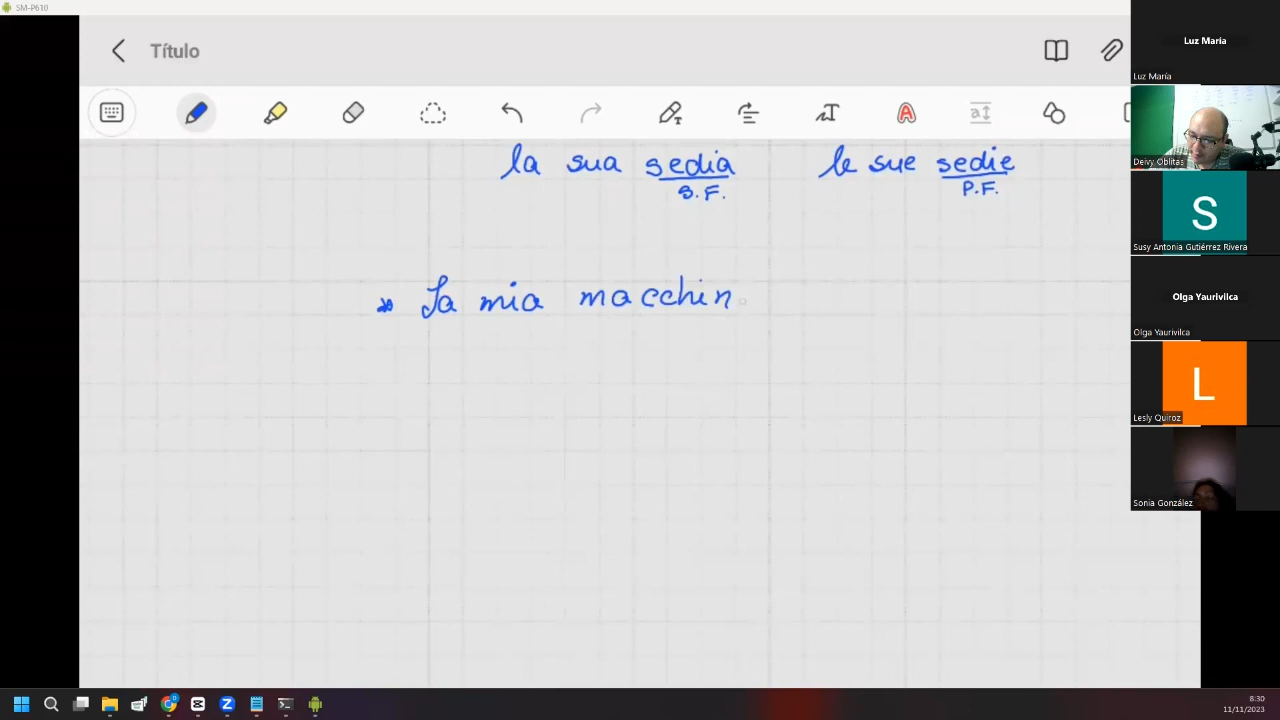 SM-P610
Título
Luz María
Luz María
Deivy Oblitas
la sua sedia le sue sedie
S.F. P.F.
S
Susy Antonia Gutiérrez Rivera
* La mia macchin
Olga Yaurivilca
Olga Yaurivilca
L
Lesly Quiroz
Sonia González
8:30
11/11/2023